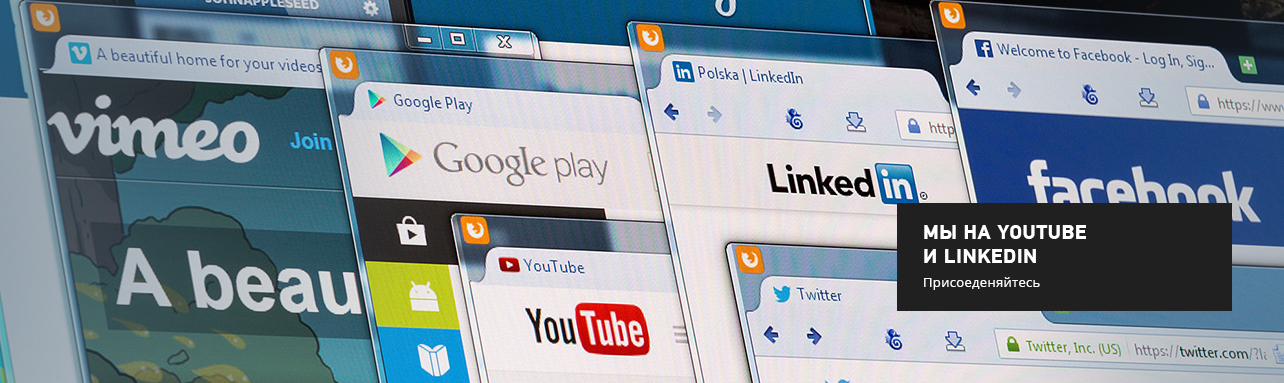 JOHNAPPLESEED
A beautiful home for your videos
vimeo
Join
A beau
Google Play
Google play
YouTube
YouTube
Polska | LinkedIn
http
Linked in
Welcome to Facebook - Log In, Sig...
https://www
facebook
Twitter
Twitter, Inc. (US)
https://twitter.com/?l
МЫ НА YOUTUBE
И LINKEDIN
Присоеденяйтесь